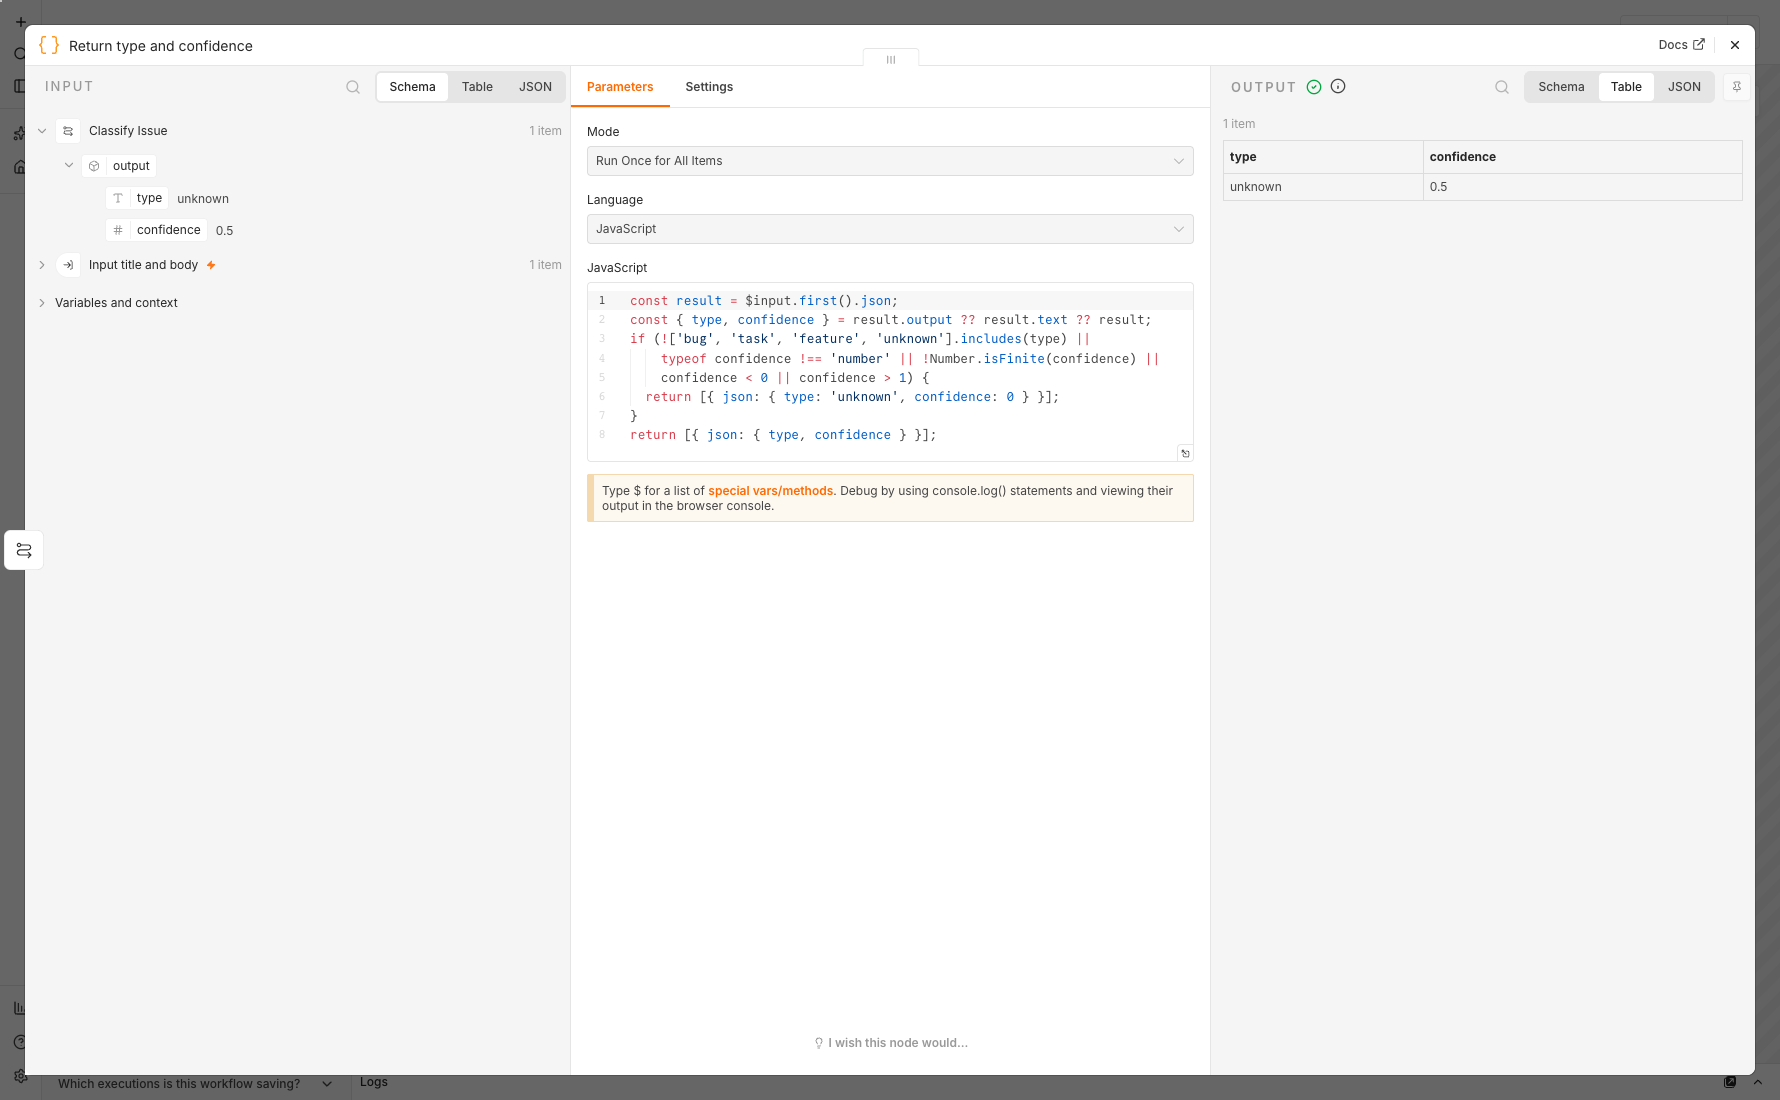 Return type and confidence
Docs
INPUT
Schema
Table
JSON
Classify Issue
1 item
output
type
unknown
confidence
0.5
Input title and body
1 item
Variables and context
Parameters
Settings
Mode
Run Once for All Items
Language
JavaScript
JavaScript
1 const result = $input.first().json;
2 const { type, confidence } = result.output ?? result.text ?? result;
3 if (!['bug', 'task', 'feature', 'unknown'].includes(type) ||
4 typeof confidence !== 'number' || !Number.isFinite(confidence) ||
5 confidence < 0 || confidence > 1) {
6 return [{ json: { type: 'unknown', confidence: 0 } }];
7 }
8 return [{ json: { type, confidence } }];
Type $ for a list of special vars/methods. Debug by using console.log() statements and viewing their
output in the browser console.
I wish this node would...
OUTPUT
Schema
Table
JSON
1 item
type confidence
unknown 0.5
Which executions is this workflow saving?
Logs